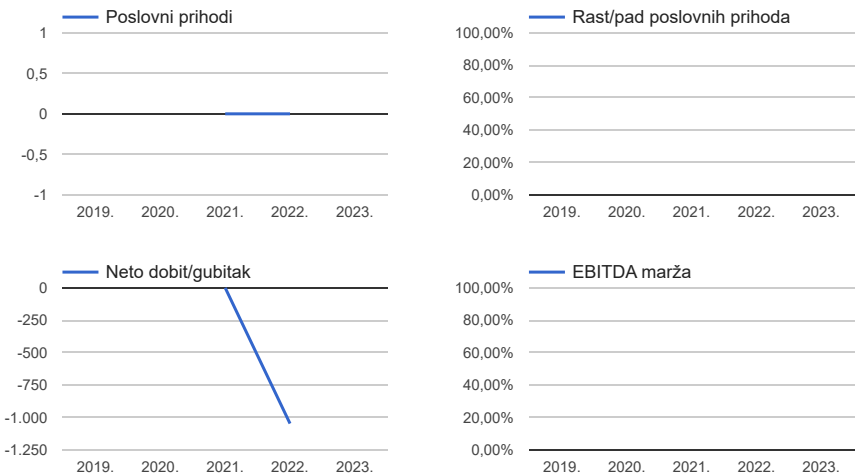 Poslovni prihodi
1
0,5
0
-0,5
-1
2019. 2020. 2021. 2022. 2023.
Rast/pad poslovnih prihoda
100,00%
80,00%
60,00%
40,00%
20,00%
0,00%
2019. 2020. 2021. 2022. 2023.
Neto dobit/gubitak
0
-250
-500
-750
-1.000
-1.250
2019. 2020. 2021. 2022. 2023.
EBITDA marža
100,00%
80,00%
60,00%
40,00%
20,00%
0,00%
2019. 2020. 2021. 2022. 2023.